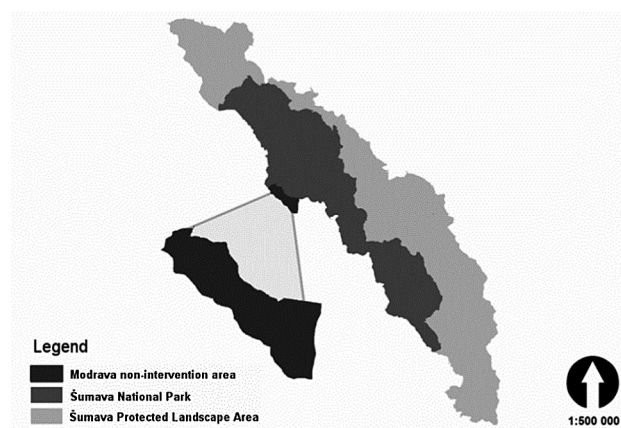 Legend
Modrava non-intervention area
Šumava National Park
Šumava Protected Landscape Area
1:500 000